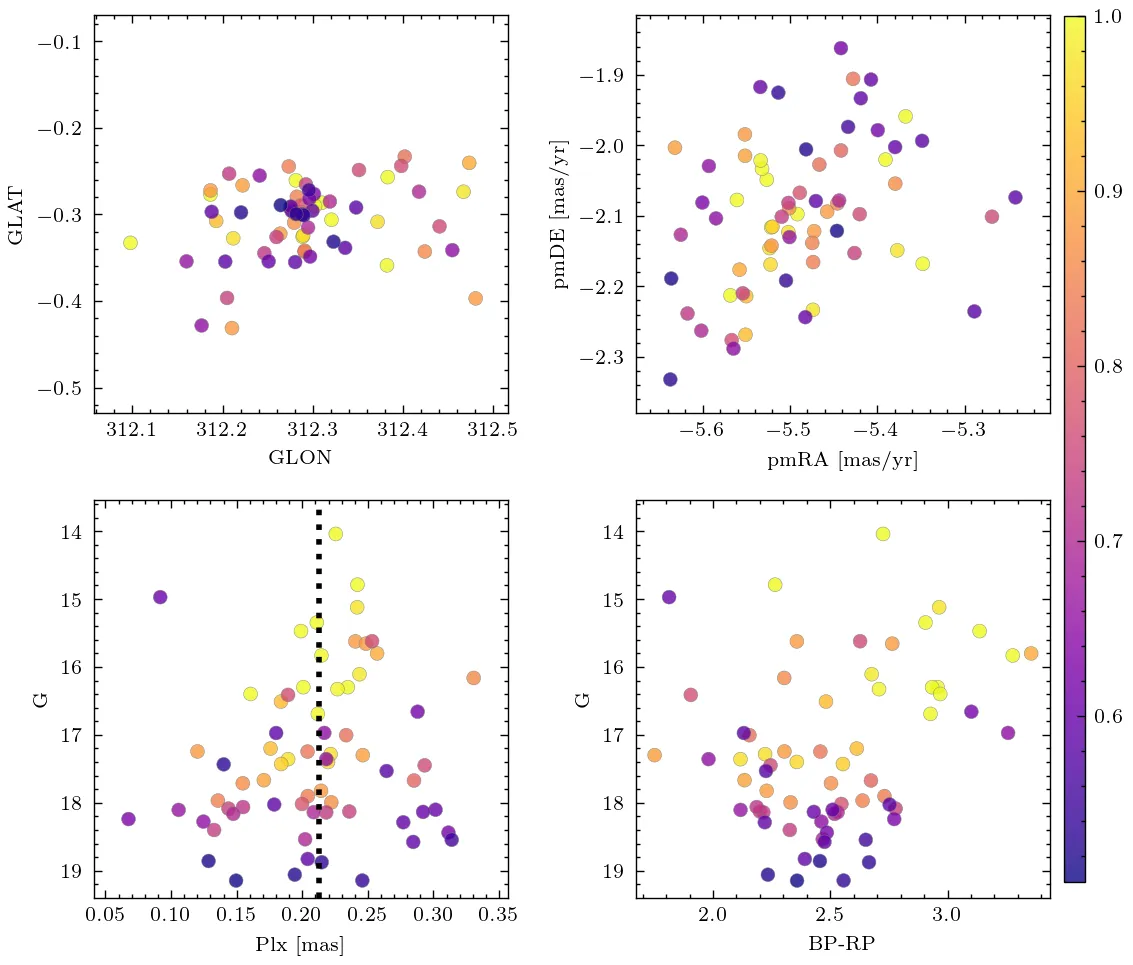 −0.1
−0.2
−0.3
−0.4
−0.5
GLAT
312.1 312.2 312.3 312.4 312.5
GLON
−1.9
−2.0
−2.1
−2.2
−2.3
pmDE [mas/yr]
−5.6 −5.5 −5.4 −5.3
pmRA [mas/yr]
1.0
0.9
0.8
0.7
0.6
14
15
16
17
18
19
G
0.05 0.10 0.15 0.20 0.25 0.30 0.35
Plx [mas]
14
15
16
17
18
19
G
2.0 2.5 3.0
BP-RP